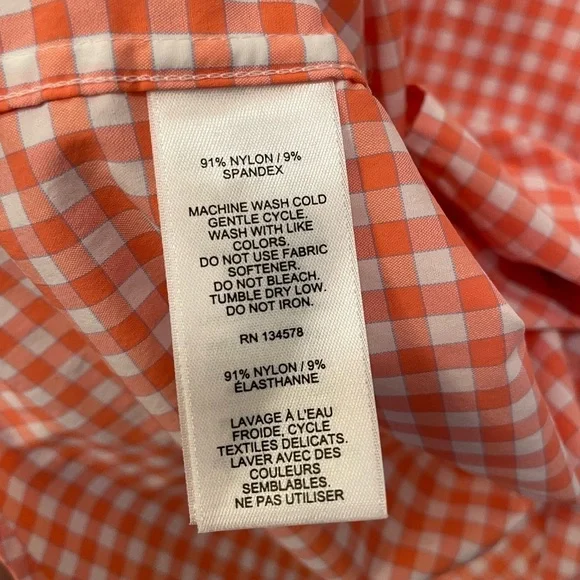 91% NYLON / 9%
SPANDEX
MACHINE WASH COLD
GENTLE CYCLE.
WASH WITH LIKE
COLORS.
DO NOT USE FABRIC
SOFTENER.
DO NOT BLEACH.
TUMBLE DRY LOW.
DO NOT IRON.
RN 134578
91% NYLON / 9%
ÉLASTHANNE
LAVAGE À L'EAU
FROIDE, CYCLE
TEXTILES DELICATS.
LAVER AVEC DES
COULEURS
SEMBLABLES.
NE PAS UTILISER